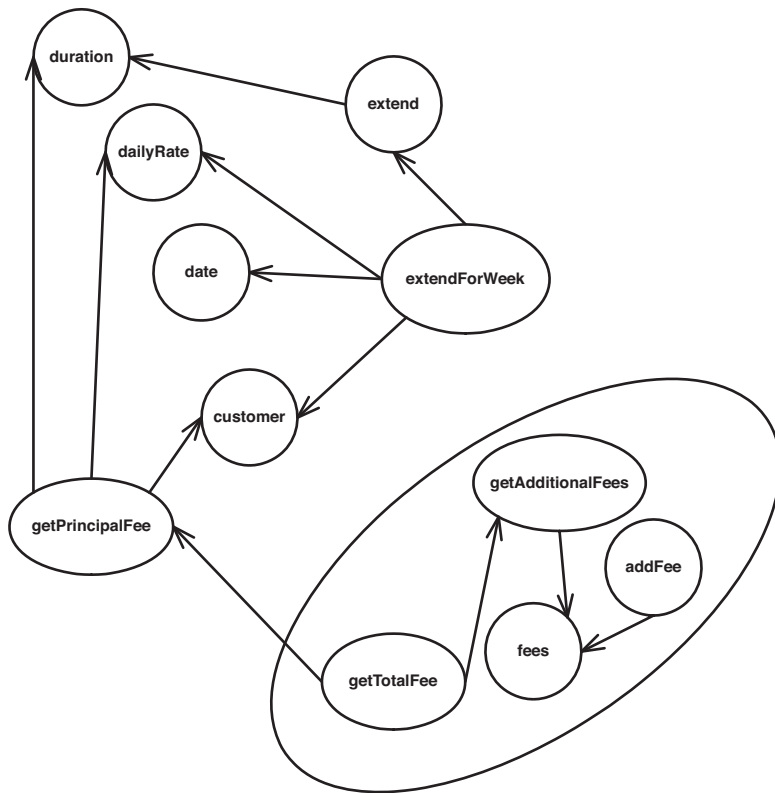 duration
extend
dailyRate
date
extendForWeek
customer
getAdditionalFees
getPrincipalFee
addFee
fees
getTotalFee